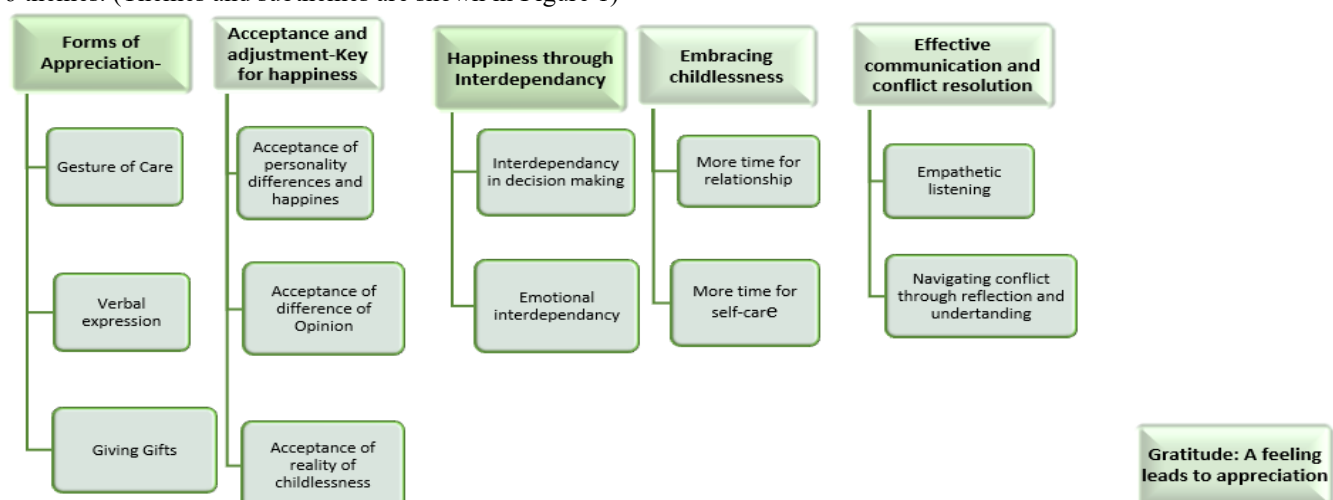 6 themes. (Themes and subthemes are shown in Figure 1)
Forms of
Appreciation-
Gesture of Care
Verbal
expression
Giving Gifts
Acceptance and
adjustment-Key
for happiness
Acceptance of
personality
differences and
happines
Acceptance of
difference of
Opinion
Acceptance of
reality of
childlessness
Happiness through
Interdependancy
Interdependancy
in decision making
Emotional
interdependancy
Embracing
childlessness
More time for
relationship
More time for
self-care
Effective
communication and
conflict resolution
Empathetic
listening
Navigating conflict
through reflection and
undertanding
Gratitude: A feeling
leads to appreciation